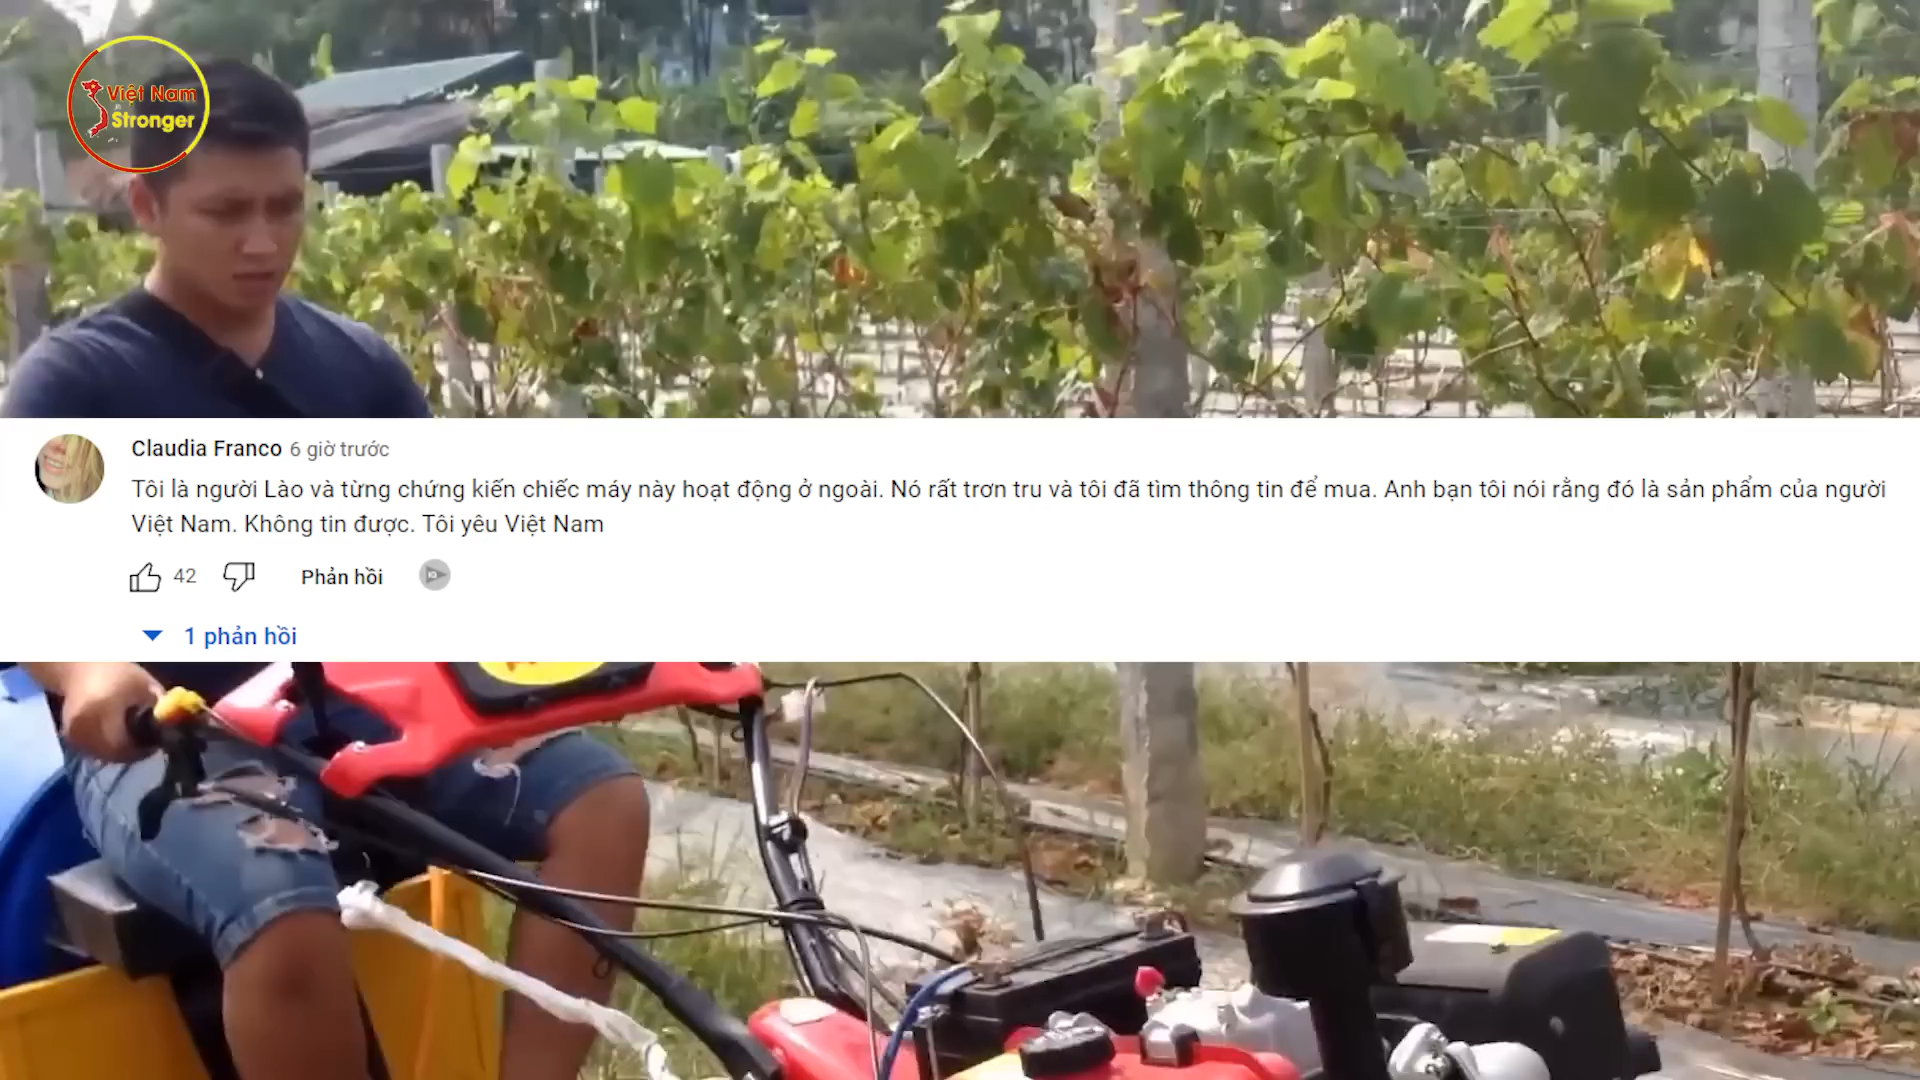 Việt Nam
Stronger
Claudia Franco 6 giờ trước
Tôi là người Lào và từng chứng kiến chiếc máy này hoạt động ở ngoài. Nó rất trơn tru và tôi đã tìm thông tin để mua. Anh bạn tôi nói rằng đó là sản phẩm của người
Việt Nam. Không tin được. Tôi yêu Việt Nam
42 Phản hồi
1 phản hồi